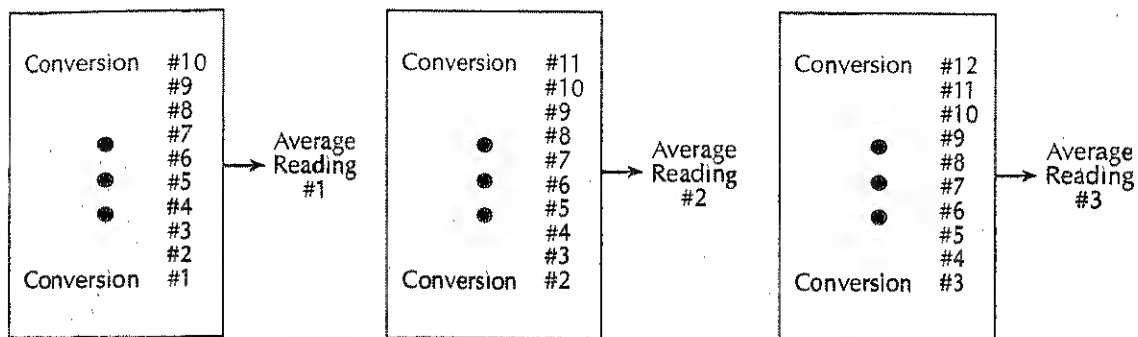 Conversion #10
#9
#8
#7
#6
#5
#4
#3
#2
Conversion #1
Average
Reading
#1
Conversion #11
#10
#9
#8
#7
#6
#5
#4
#3
Conversion #2
Average
Reading
#2
Conversion #12
#11
#10
#9
#8
#7
#6
#5
#4
Conversion #3
Average
Reading
#3